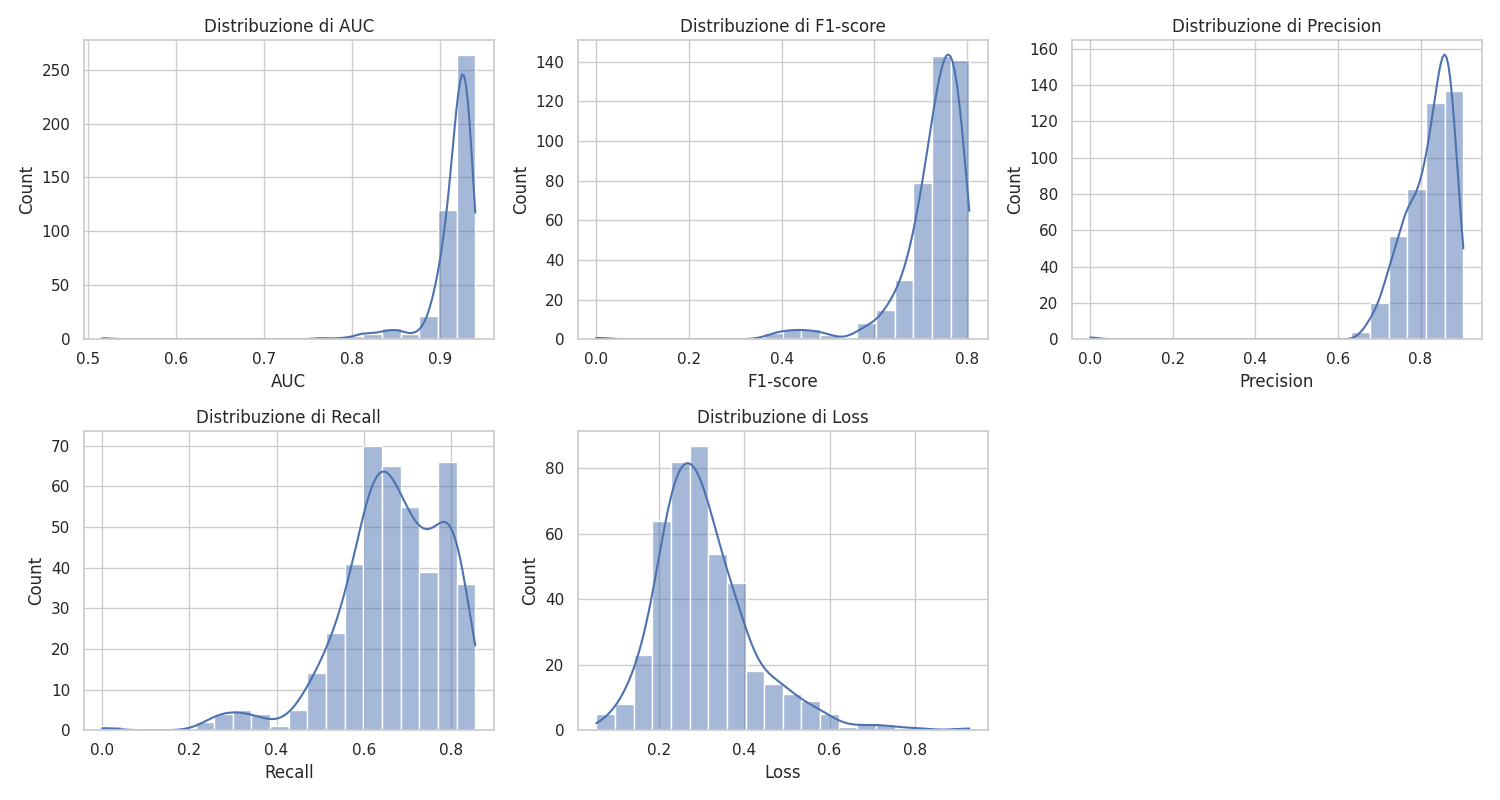 Distribuzione di AUC
Count
250
200
150
100
50
0
0.5 0.6 0.7 0.8 0.9
AUC
Distribuzione di F1-score
Count
140
120
100
80
60
40
20
0
0.0 0.2 0.4 0.6 0.8
F1-score
Distribuzione di Precision
Count
160
140
120
100
80
60
40
20
0
0.0 0.2 0.4 0.6 0.8
Precision
Distribuzione di Recall
Count
70
60
50
40
30
20
10
0
0.0 0.2 0.4 0.6 0.8
Recall
Distribuzione di Loss
Count
80
60
40
20
0
0.2 0.4 0.6 0.8
Loss